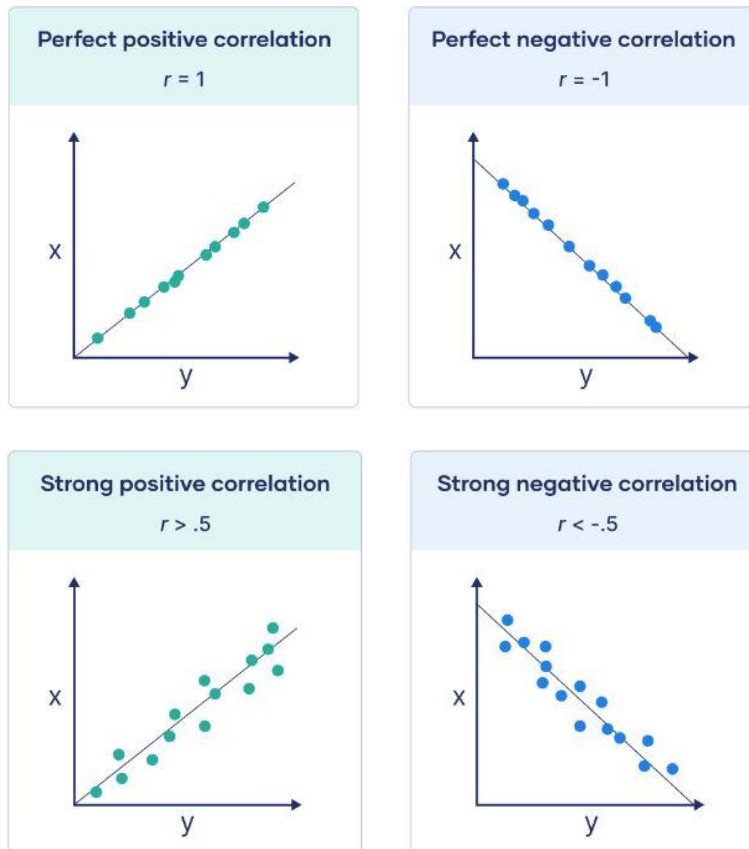 Perfect positive correlation
r = 1
x
y
Perfect negative correlation
r = -1
x
y
Strong positive correlation
r > .5
x
y
Strong negative correlation
r < -.5
x
y